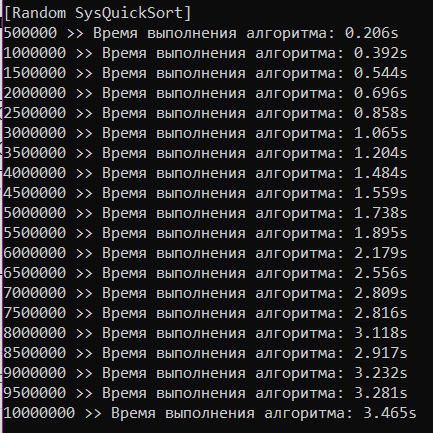 [Random SysQuickSort]
500000 >> Время выполнения алгоритма: 0.206s
1000000 >> Время выполнения алгоритма: 0.392s
1500000 >> Время выполнения алгоритма: 0.544s
2000000 >> Время выполнения алгоритма: 0.696s
2500000 >> Время выполнения алгоритма: 0.858s
3000000 >> Время выполнения алгоритма: 1.065s
3500000 >> Время выполнения алгоритма: 1.204s
4000000 >> Время выполнения алгоритма: 1.484s
4500000 >> Время выполнения алгоритма: 1.559s
5000000 >> Время выполнения алгоритма: 1.738s
5500000 >> Время выполнения алгоритма: 1.895s
6000000 >> Время выполнения алгоритма: 2.179s
6500000 >> Время выполнения алгоритма: 2.556s
7000000 >> Время выполнения алгоритма: 2.809s
7500000 >> Время выполнения алгоритма: 2.816s
8000000 >> Время выполнения алгоритма: 3.118s
8500000 >> Время выполнения алгоритма: 2.917s
9000000 >> Время выполнения алгоритма: 3.232s
9500000 >> Время выполнения алгоритма: 3.281s
10000000 >> Время выполнения алгоритма: 3.465s